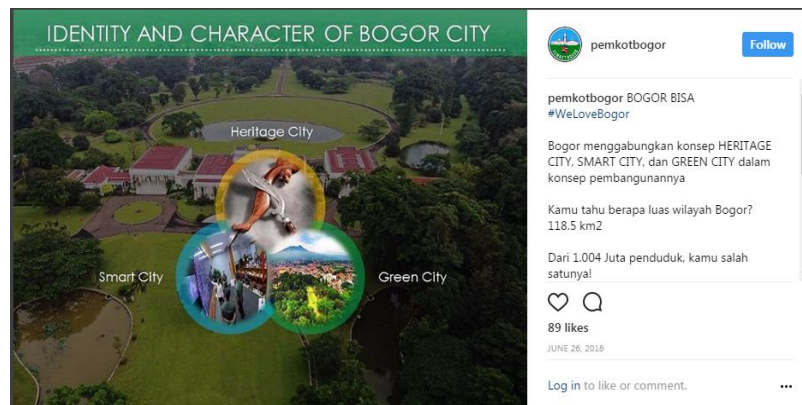 IDENTITY AND CHARACTER OF BOGOR CITY
Heritage City
Smart City
Green City
pemkotbogor
Follow
pemkotbogor BOGOR BISA
#WeLoveBogor
Bogor menggabungkan konsep HERITAGE
CITY, SMART CITY, dan GREEN CITY dalam
konsep pembangunannya
Kamu tahu berapa luas wilayah Bogor?
118.5 km2
Dari 1.004 Juta penduduk, kamu salah
satunya!
89 likes
JUNE 26, 2016
Log in to like or comment.